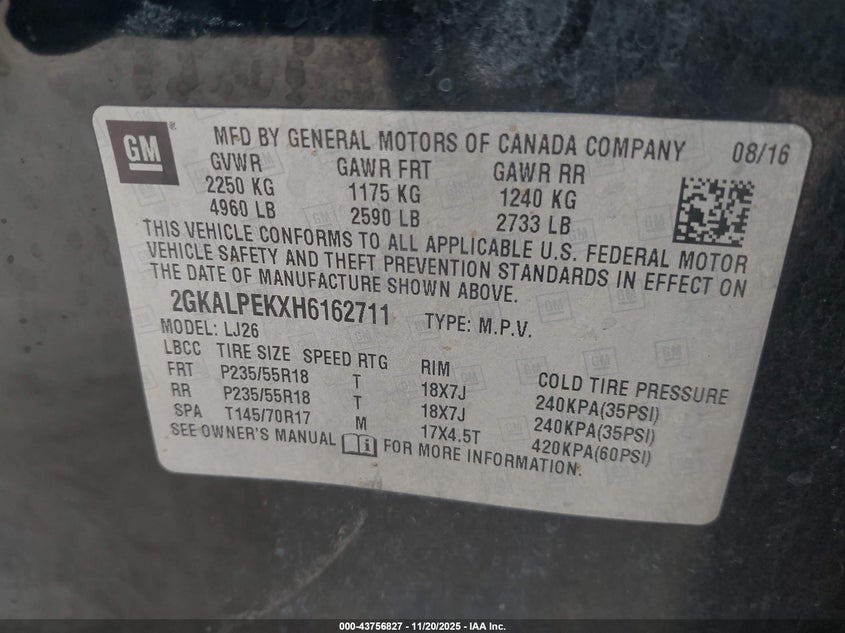 GM
MFD BY GENERAL MOTORS OF CANADA COMPANY 08/16
GVWR GAWR FRT GAWR RR
2250 KG 1175 KG 1240 KG
4960 LB 2590 LB 2733 LB
THIS VEHICLE CONFORMS TO ALL APPLICABLE U.S. FEDERAL MOTOR
VEHICLE SAFETY AND THEFT PREVENTION STANDARDS IN EFFECT ON
THE DATE OF MANUFACTURE SHOWN ABOVE.
2GKALPEKXH6162711 TYPE: M.P.V.
MODEL: LJ26
LBCC TIRE SIZE SPEED RTG RIM COLD TIRE PRESSURE
FRT P235/55R18 T 18X7J 240KPA(35PSI)
RR P235/55R18 T 18X7J 240KPA(35PSI)
SPA T145/70R17 M 17X4.5T 420KPA(60PSI)
SEE OWNER'S MANUAL FOR MORE INFORMATION.
000-43756827 - 11/20/2025 - IAA Inc.